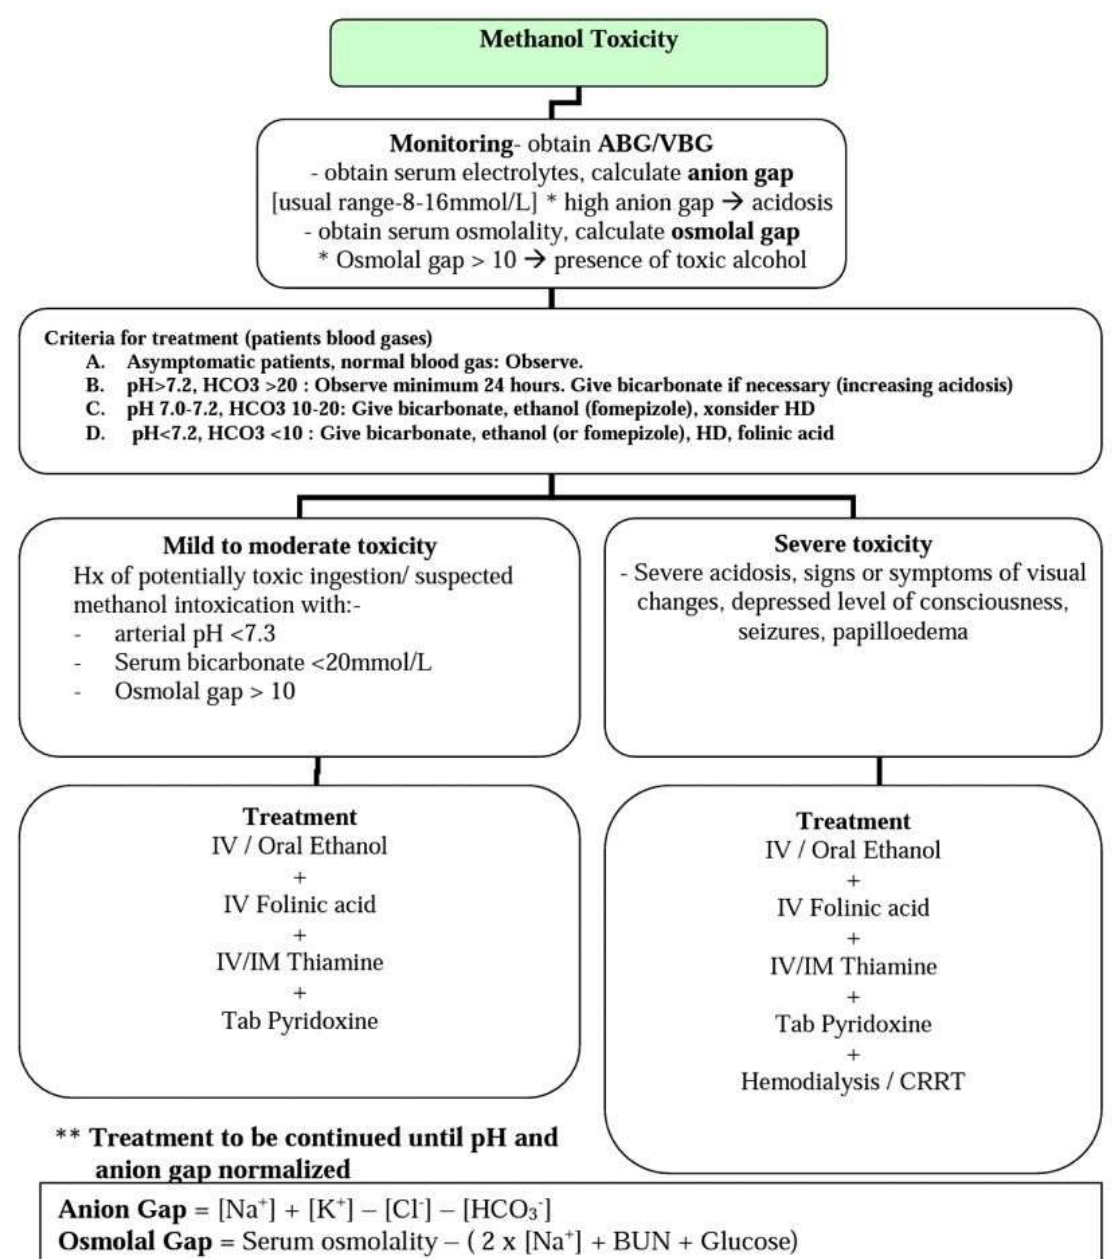 Methanol Toxicity
Monitoring- obtain ABG/VBG
- obtain serum electrolytes, calculate anion gap
[usual range-8-16mmol/L] * high anion gap → acidosis
- obtain serum osmolality, calculate osmolal gap
* Osmolal gap > 10 → presence of toxic alcohol
Criteria for treatment (patients blood gases)
A. Asymptomatic patients, normal blood gas: Observe.
B. pH>7.2, HCO3 >20 : Observe minimum 24 hours. Give bicarbonate if necessary (increasing acidosis)
C. pH 7.0-7.2, HCO3 10-20: Give bicarbonate, ethanol (fomepizole), xonsider HD
D. pH<7.2, HCO3 <10 : Give bicarbonate, ethanol (or fomepizole), HD, folinic acid
Mild to moderate toxicity
Hx of potentially toxic ingestion/ suspected
methanol intoxication with:-
- arterial pH <7.3
- Serum bicarbonate <20mmol/L
- Osmolal gap > 10
Severe toxicity
- Severe acidosis, signs or symptoms of visual
changes, depressed level of consciousness,
seizures, papilloedema
Treatment
IV / Oral Ethanol
+
IV Folinic acid
+
IV/IM Thiamine
+
Tab Pyridoxine
Treatment
IV / Oral Ethanol
+
IV Folinic acid
+
IV/IM Thiamine
+
Tab Pyridoxine
+
Hemodialysis / CRRT
** Treatment to be continued until pH and
anion gap normalized
Anion Gap = [Na⁺] + [K⁺] – [Cl⁻] – [HCO₃⁻]
Osmolal Gap = Serum osmolality – ( 2 x [Na⁺] + BUN + Glucose)